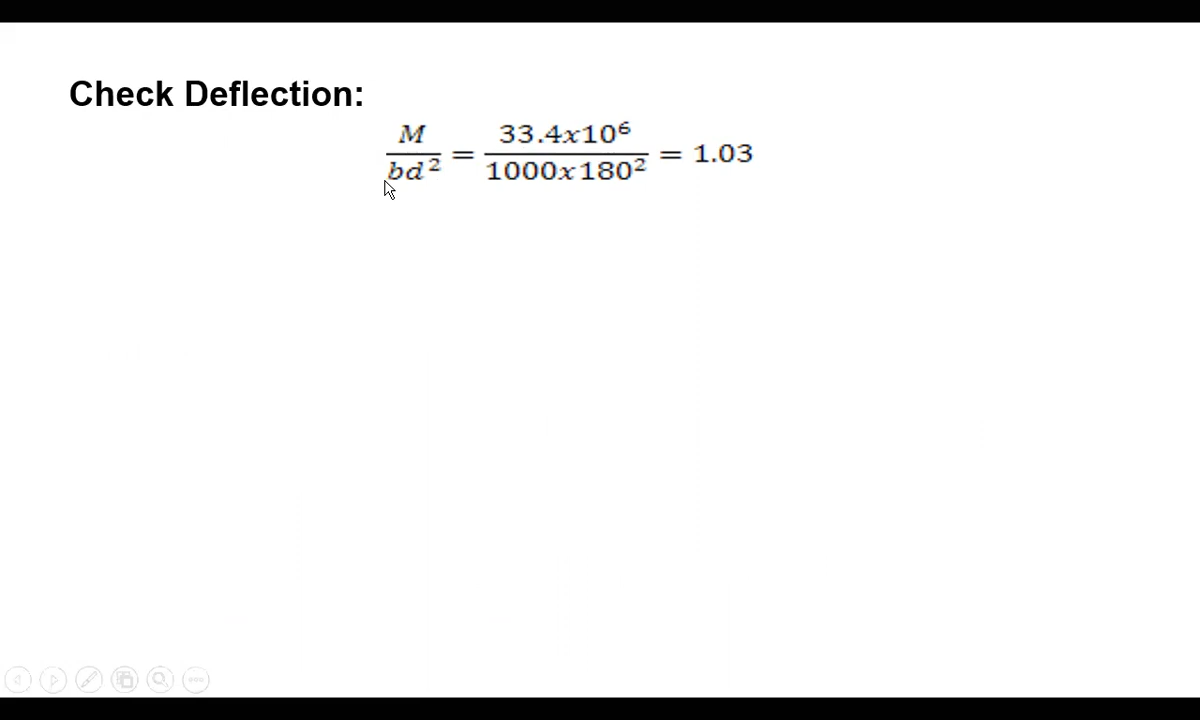 Check Deflection:
M/bd² = 33.4x10⁶/1000x180² = 1.03